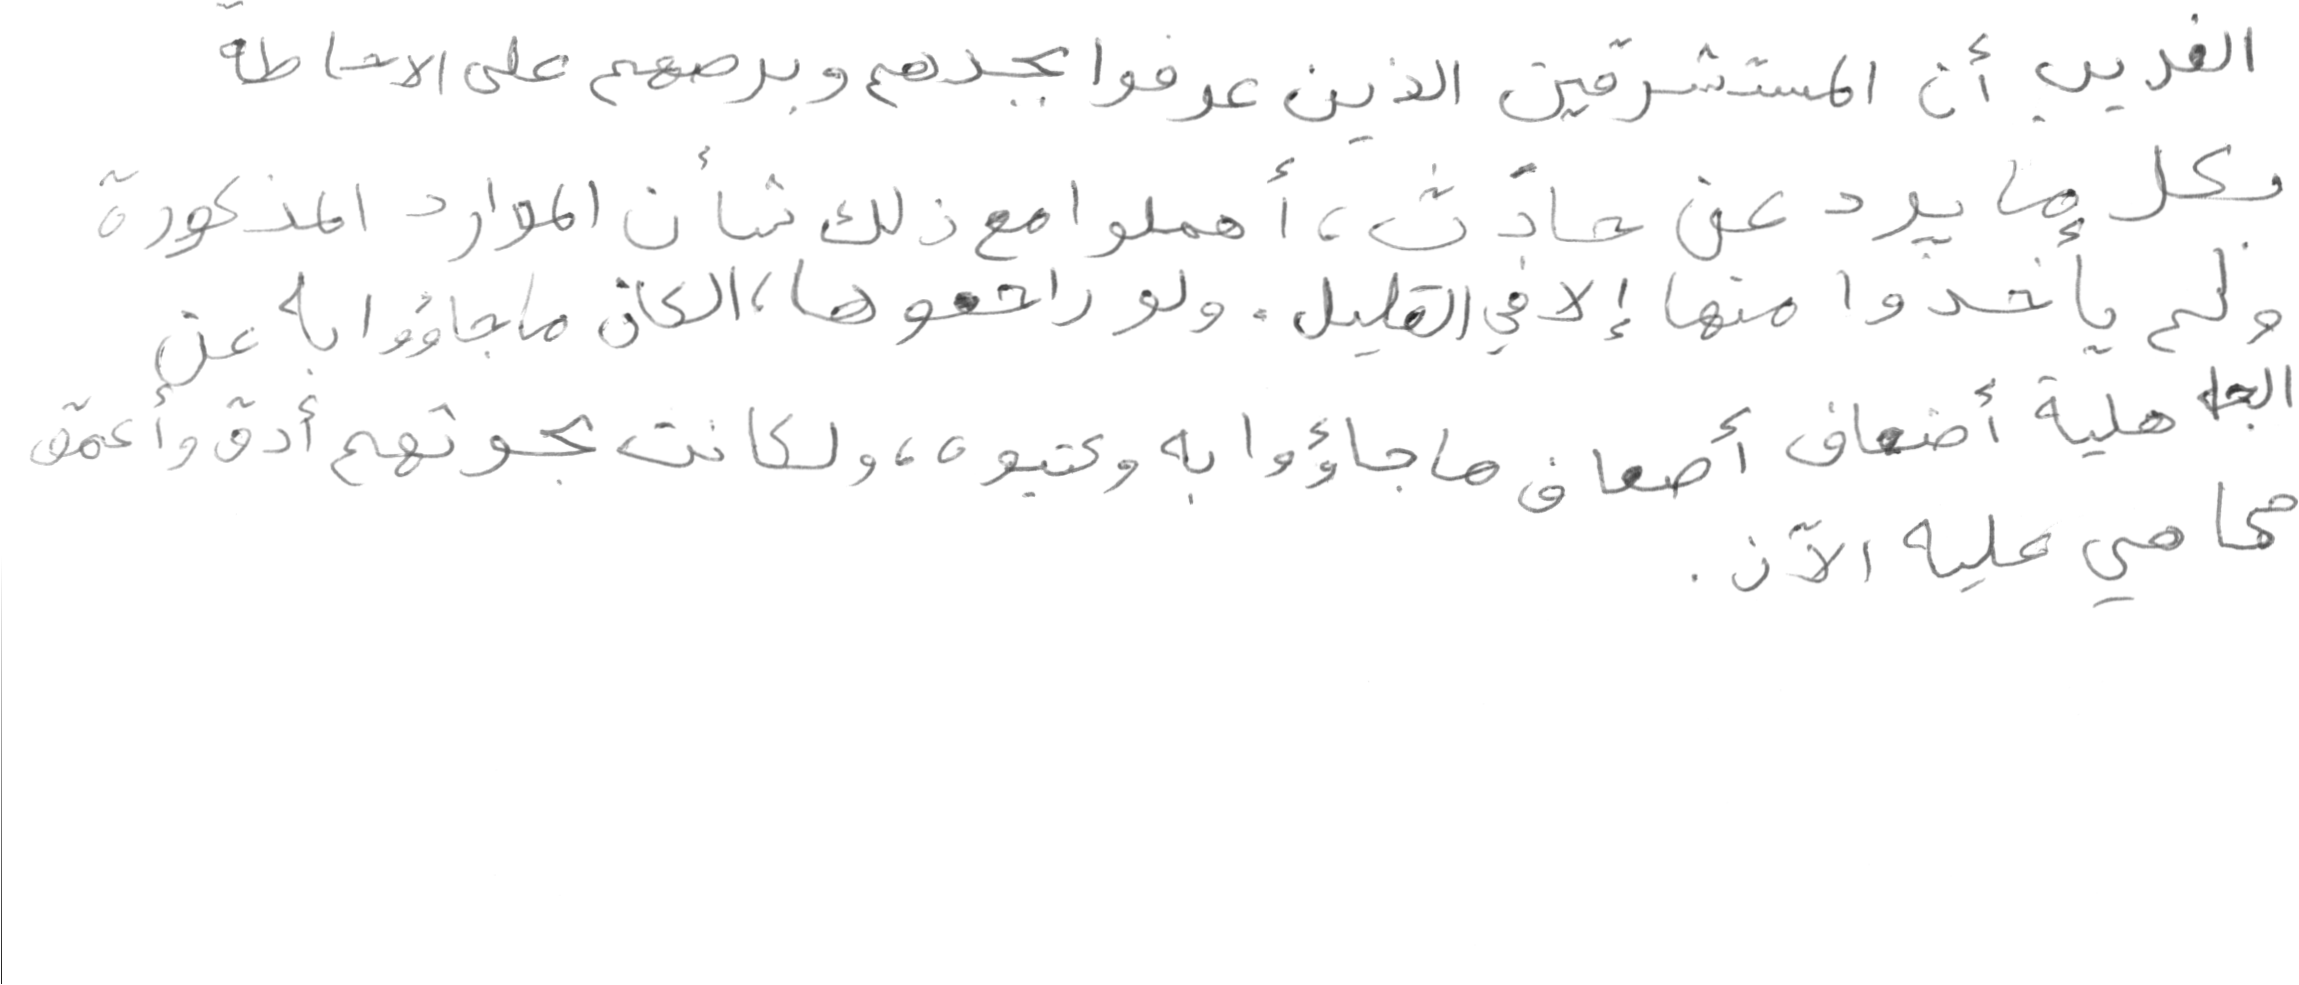 الغريب أن المستشرقين الذين عرفوا بجدهم وبرصهم على الاحاطة
بكل ما يرد عن حادث، أهملوا مع ذلك شأن الموارد المذكورة
ولم يأخذوا منها إلا في القليل. ولو راجعوها، لكان ما جاؤوا به عن
الجاهلية أضعاف أضعاف ما جاؤوا به وكتبوه، ولكانت بحوثهم أدق وأعمق
مما هي عليه الآن.